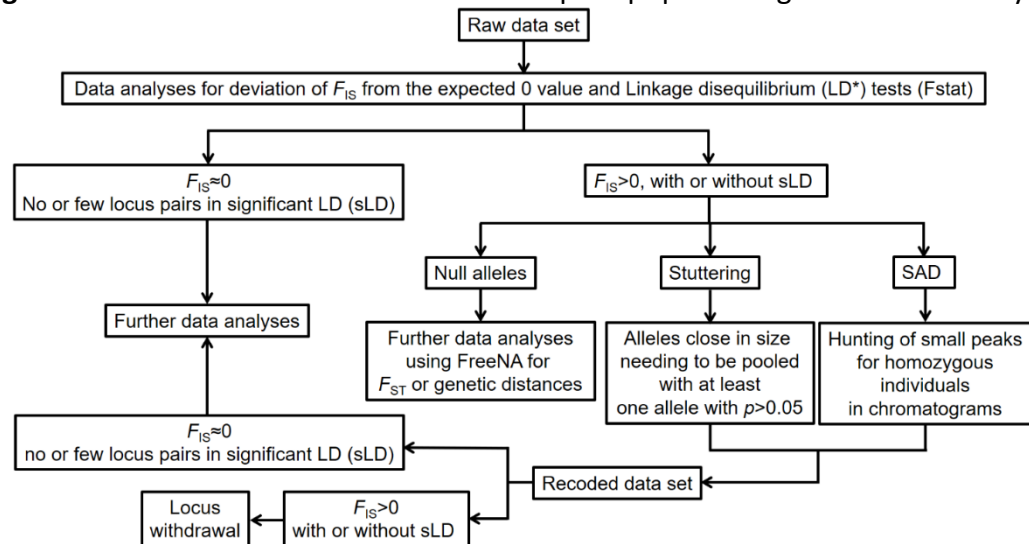 Raw data set
Data analyses for deviation of FIS from the expected 0 value and Linkage disequilibrium (LD*) tests (Fstat)
FIS≈0
No or few locus pairs in significant LD (sLD)
FIS>0, with or without sLD
Null alleles
Stuttering
SAD
Further data analyses
Further data analyses
using FreeNA for
FST or genetic distances
Alleles close in size
needing to be pooled
with at least
one allele with p>0.05
Hunting of small peaks
for homozygous
individuals
in chromatograms
FIS≈0
no or few locus pairs in significant LD (sLD)
Recoded data set
Locus
withdrawal
FIS>0
with or without sLD